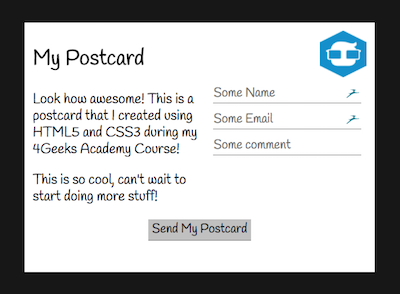 My Postcard
Look how awesome! This is a
postcard that I created using
HTML5 and CSS3 during my
4Geeks Academy Course!
This is so cool, can't wait to
start doing more stuff!
Some Name
Some Email
Some comment
Send My Postcard